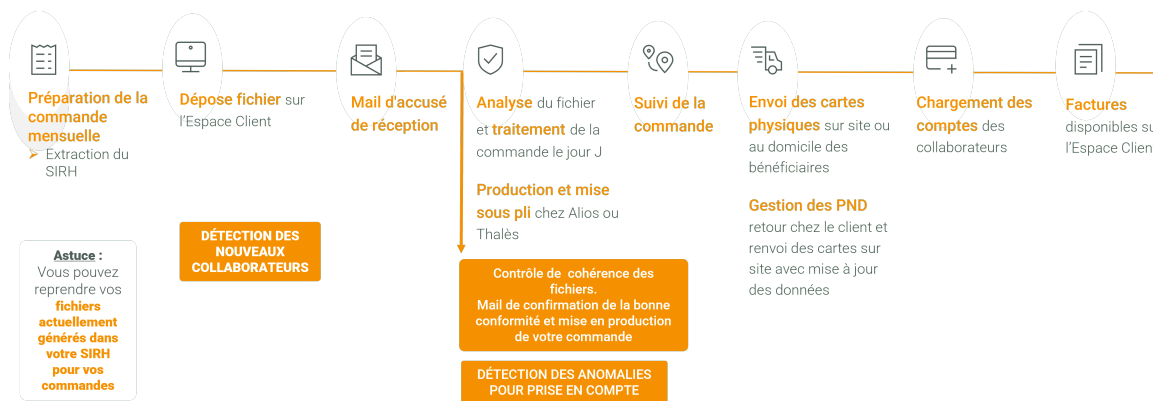 Préparation de la
commande
mensuelle
➤ Extraction du
SIRH
Astuce :
Vous pouvez
reprendre vos
fichiers
actuellement
générés dans
votre SIRH
pour vos
commandes
Dépose fichier sur
l'Espace Client
DÉTECTION DES
NOUVEAUX
COLLABORATEURS
Mail d'accusé
de réception
Analyse du fichier
et traitement de la
commande le jour J
Production et mise
sous pli chez Alios ou
Thalès
Contrôle de cohérence des
fichiers.
Mail de confirmation de la bonne
conformité et mise en production
de votre commande
DÉTECTION DES ANOMALIES
POUR PRISE EN COMPTE
Suivi de la
commande
Envoi des cartes
physiques sur site ou
au domicile des
bénéficiaires
Gestion des PND
retour chez le client et
renvoi des cartes sur
site avec mise à jour
des données
Chargement des
comptes des
collaborateurs
Factures
disponibles su
l'Espace Clien